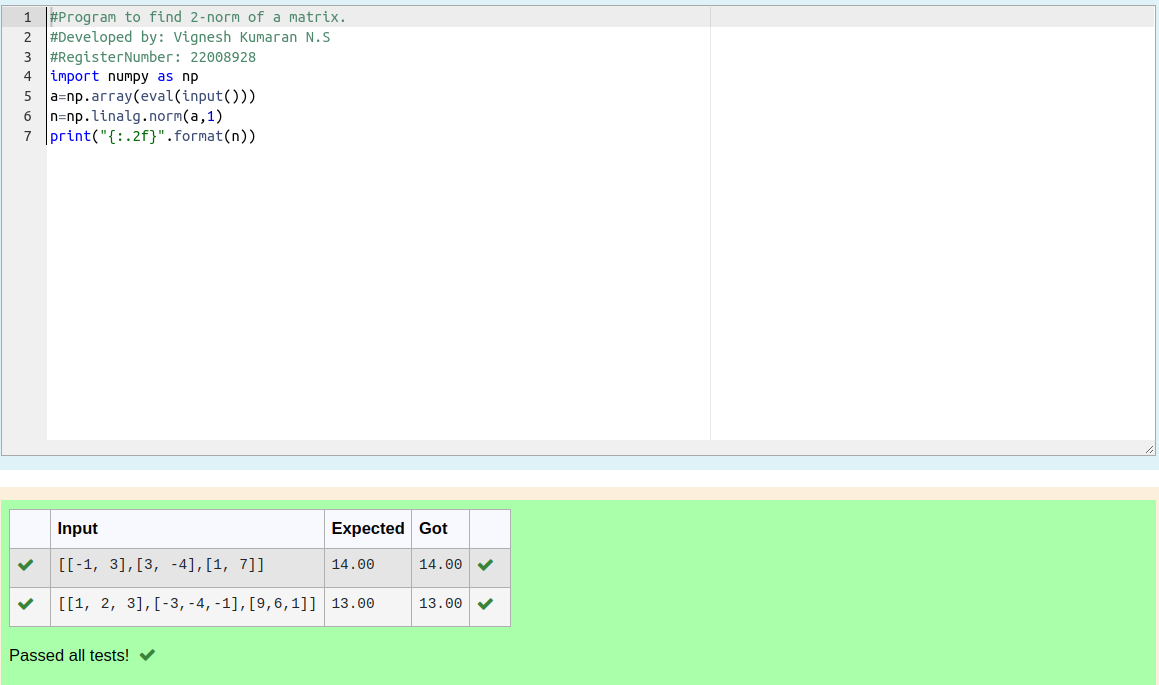 1 #Program to find 2-norm of a matrix.
2 #Developed by: Vignesh Kumaran N.S
3 #RegisterNumber: 22008928
4 import numpy as np
5 a=np.array(eval(input()))
6 n=np.linalg.norm(a,1)
7 print("{:.2f}".format(n))
Input Expected Got
[[-1, 3],[3, -4],[1, 7]] 14.00 14.00
[[1, 2, 3],[-3,-4,-1],[9,6,1]] 13.00 13.00
Passed all tests!